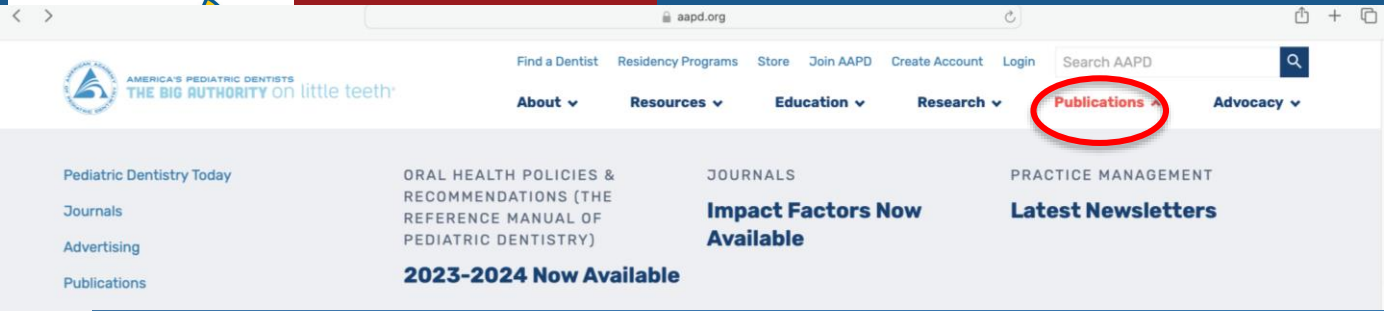 aapd.org
Find a Dentist Residency Programs Store Join AAPD Create Account Login Search AAPD
AMERICA'S PEDIATRIC DENTISTS
THE BIG AUTHORITY on little teeth
About Resources Education Research Publications Advocacy
Pediatric Dentistry Today
Journals
Advertising
Publications
ORAL HEALTH POLICIES &
RECOMMENDATIONS (THE
REFERENCE MANUAL OF
PEDIATRIC DENTISTRY)
2023-2024 Now Available
JOURNALS
Impact Factors Now
Available
PRACTICE MANAGEMENT
Latest Newsletters